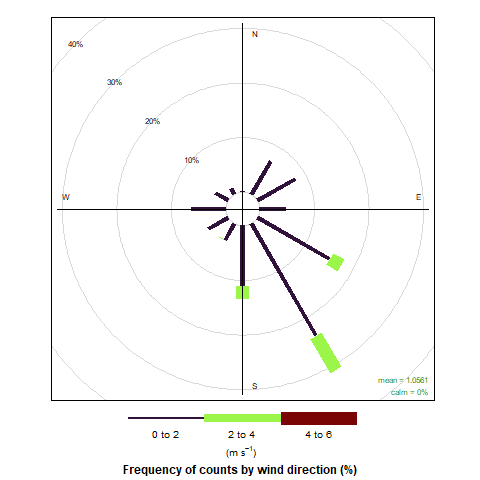 40%
N
30%
20%
10%
W
E
S
mean = 1.0561
calm = 0%
0 to 2
2 to 4
4 to 6
(m s⁻¹)
Frequency of counts by wind direction (%)